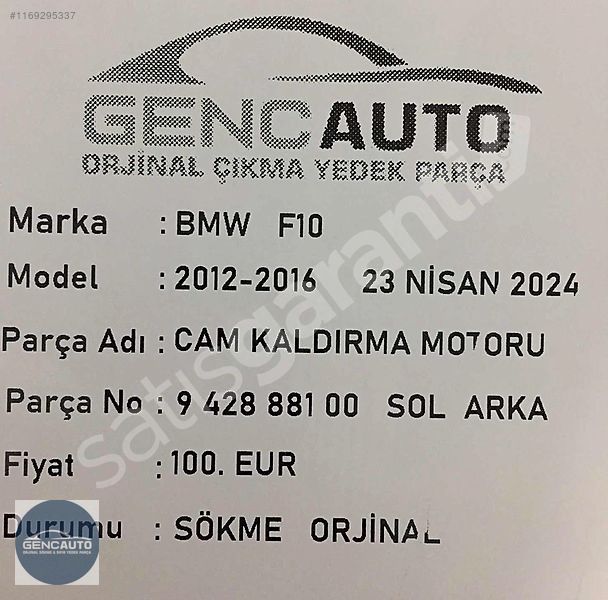 #1169295337
GENCAUTO
ORJİNAL ÇIKMA YEDEK PARÇA
Marka : BMW F10
Model : 2012-2016 23 NİSAN 2024
Parça Adı : CAM KALDIRMA MOTORU
Parça No : 9 428 881 00 SOL ARKA
Fiyat : 100. EUR
Durumu : SÖKME ORJİNAL
satışgaranti
GENCAUTO